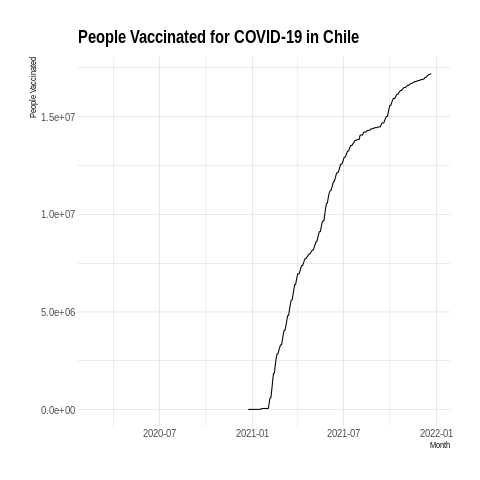 People Vaccinated for COVID-19 in Chile
People Vaccinated
1.5e+07
1.0e+07
5.0e+06
0.0e+00
2020-07 2021-01 2021-07 2022-01
Month